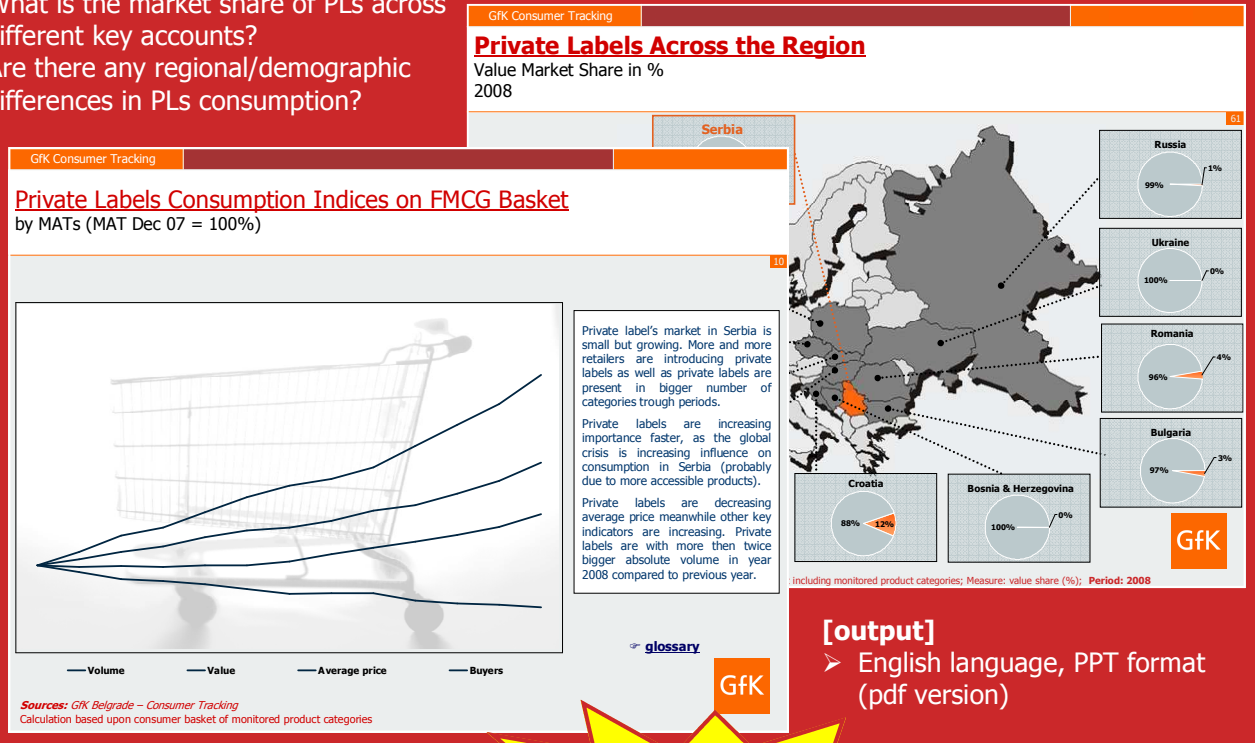 What is the market share of PLs across
different key accounts?
Are there any regional/demographic
differences in PLs consumption?
GfK Consumer Tracking
Private Labels Across the Region
Value Market Share in %
2008
61
Serbia
Russia
1%
99%
Ukraine
0%
100%
Romania
4%
96%
Bulgaria
3%
97%
Croatia
88%
12%
Bosnia & Herzegovina
0%
100%
GfK
including monitored product categories; Measure: value share (%); Period: 2008
GfK Consumer Tracking
Private Labels Consumption Indices on FMCG Basket
by MATs (MAT Dec 07 = 100%)
10
Private label's market in Serbia is
small but growing. More and more
retailers are introducing private
labels as well as private labels are
present in bigger number of
categories trough periods.
Private labels are increasing
importance faster, as the global
crisis is increasing influence on
consumption in Serbia (probably
due to more accessible products).
Private labels are decreasing
average price meanwhile other key
indicators are increasing. Private
labels are with more then twice
bigger absolute volume in year
2008 compared to previous year.
☞ glossary
Volume Value Average price Buyers
GfK
Sources: GfK Belgrade – Consumer Tracking
Calculation based upon consumer basket of monitored product categories
[output]
➢ English language, PPT format
(pdf version)